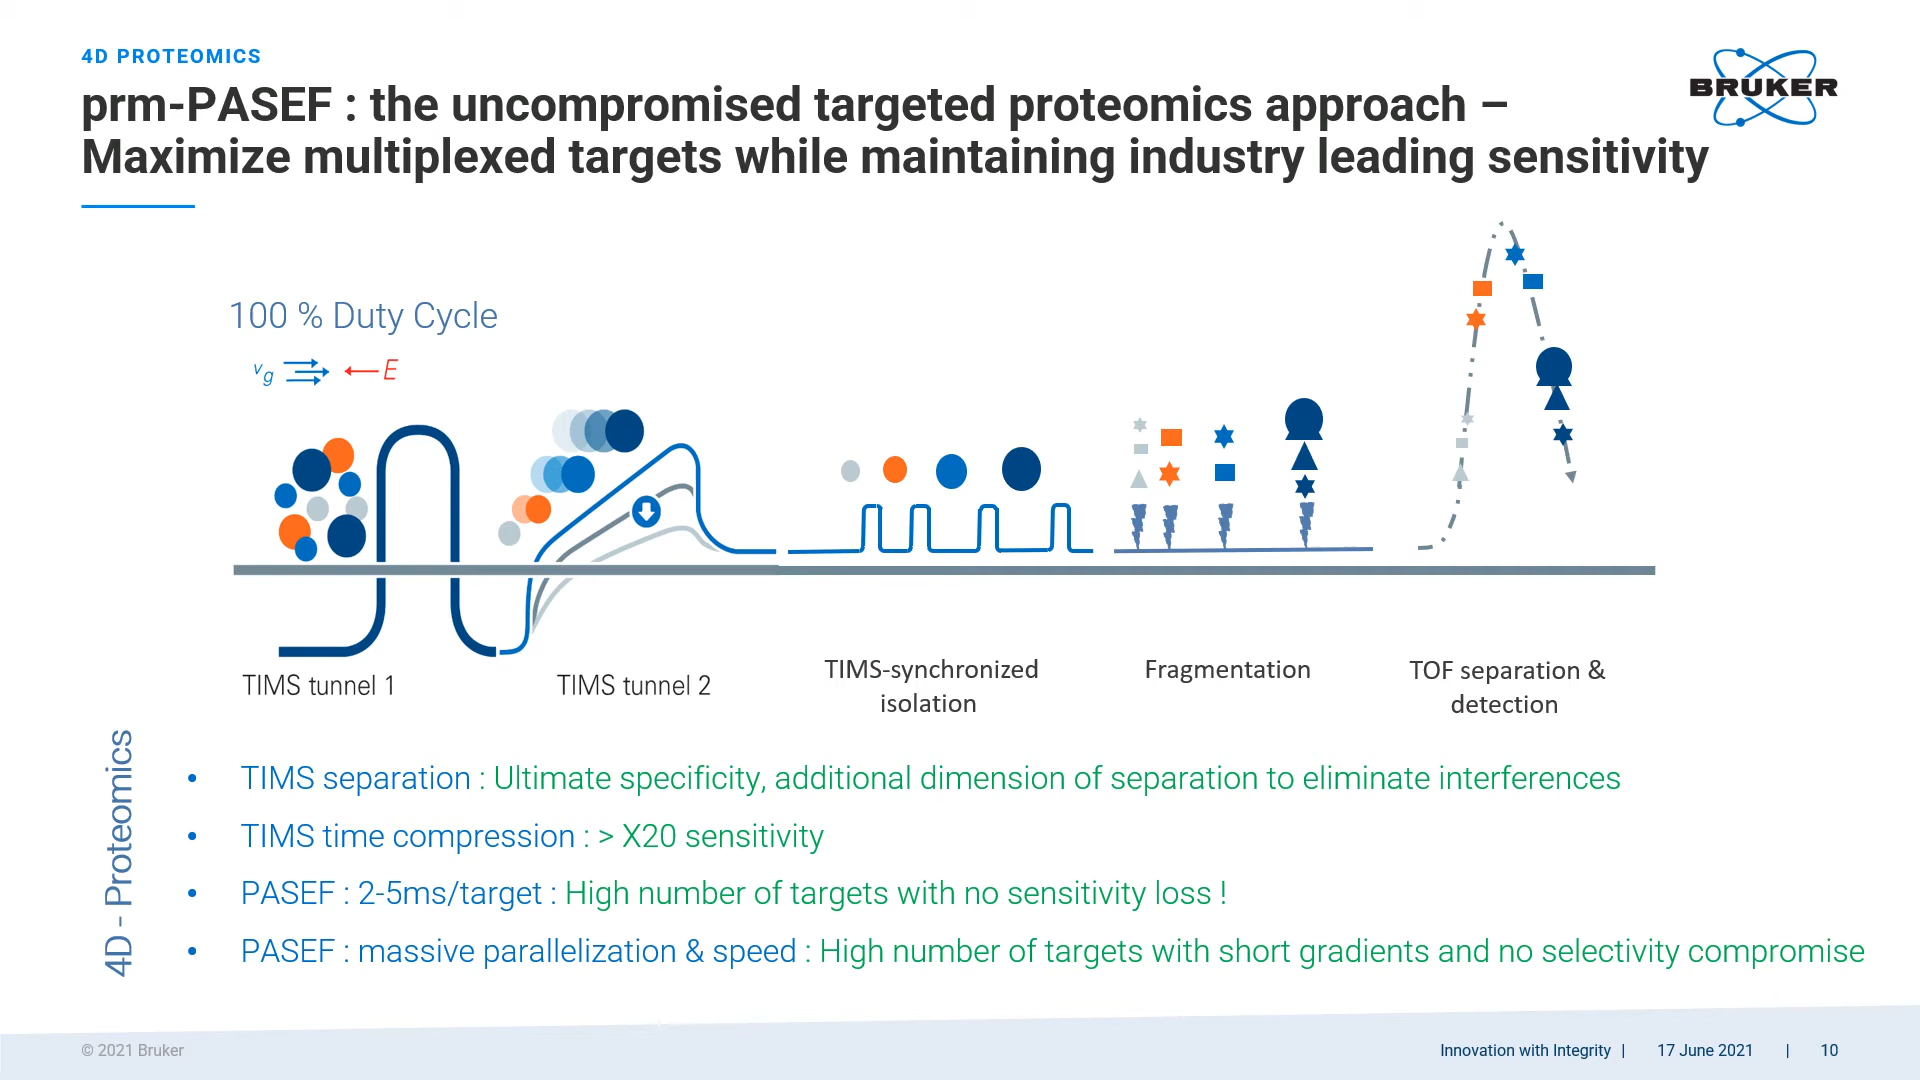 4D PROTEOMICS
prm-PASEF : the uncompromised targeted proteomics approach –
Maximize multiplexed targets while maintaining industry leading sensitivity
BRUKER
100 % Duty Cycle
vg
E
TIMS tunnel 1
TIMS tunnel 2
TIMS-synchronized
isolation
Fragmentation
TOF separation &
detection
4D - Proteomics
• TIMS separation : Ultimate specificity, additional dimension of separation to eliminate interferences
• TIMS time compression : > X20 sensitivity
• PASEF : 2-5ms/target : High number of targets with no sensitivity loss !
• PASEF : massive parallelization & speed : High number of targets with short gradients and no selectivity compromise
© 2021 Bruker
Innovation with Integrity | 17 June 2021 | 10